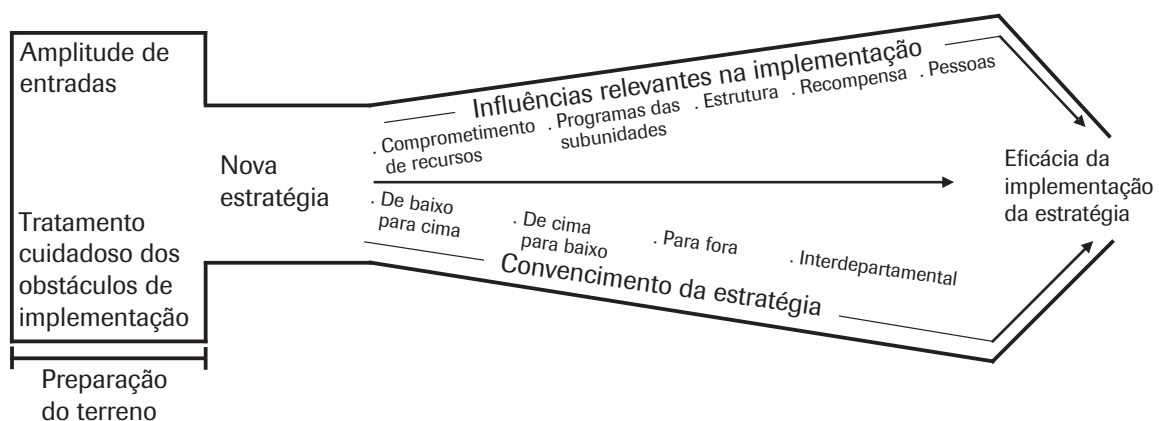 Amplitude de
entradas
Tratamento
cuidadoso dos
obstáculos de
implementação
Preparação
do terreno
Nova
estratégia
Influências relevantes na implementação
. Comprometimento
de recursos
. Programas das
subunidades
. Estrutura
. Recompensa
. Pessoas
. De baixo
para cima
. De cima
para baixo
. Para fora
. Interdepartamental
Convencimento da estratégia
Eficácia da
implementação
da estratégia